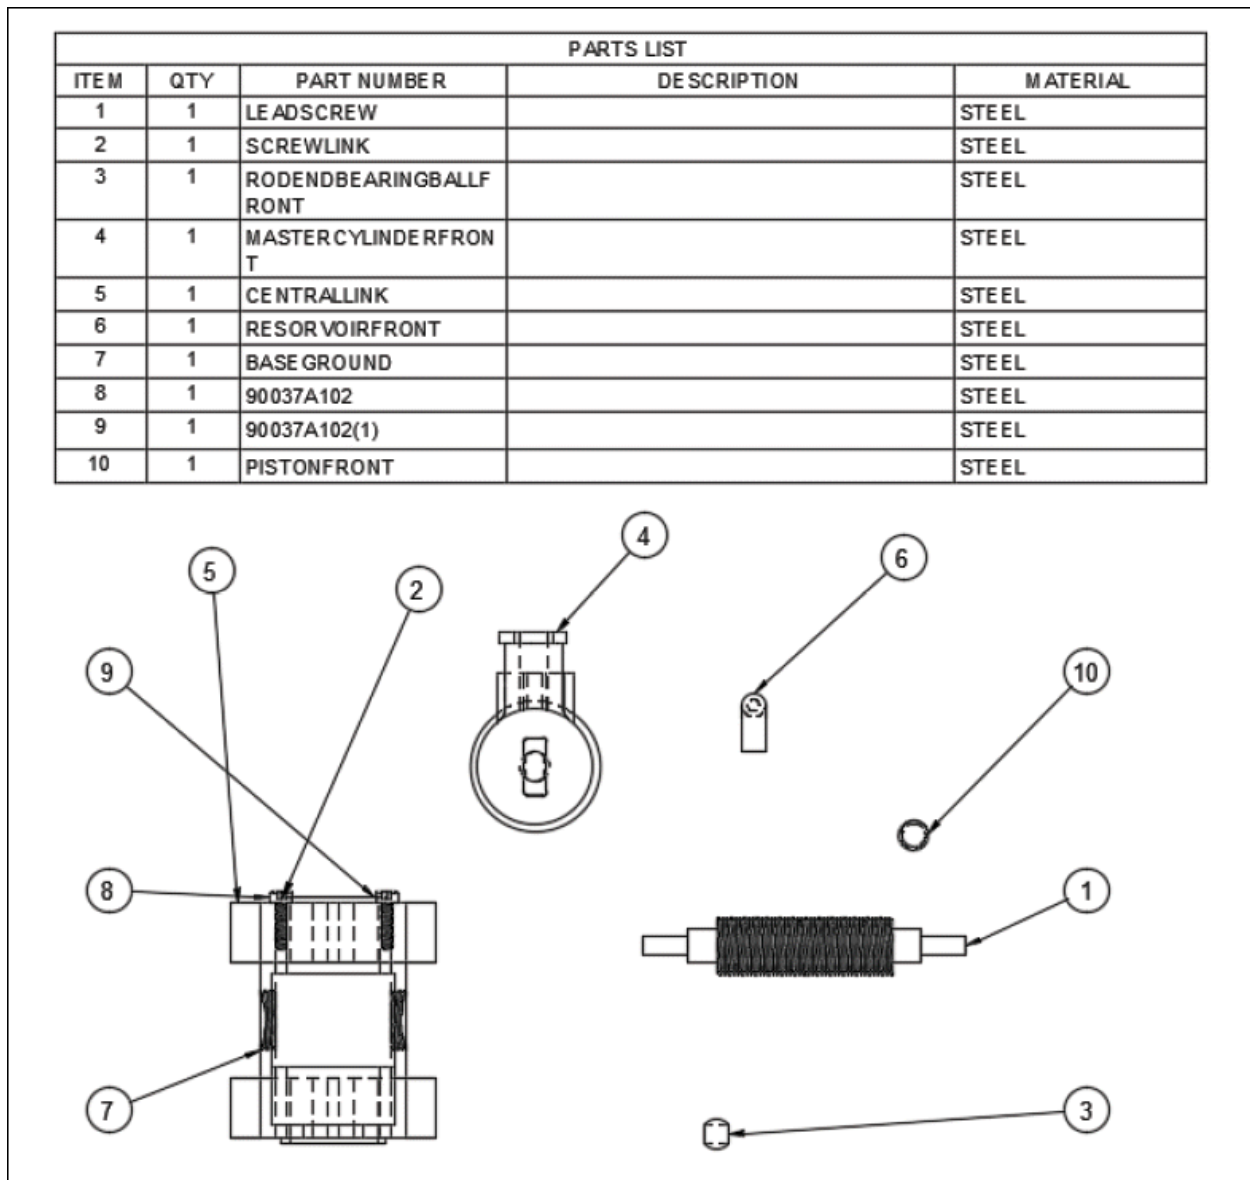 PARTS LIST
ITEM QTY PART NUMBER DESCRIPTION MATERIAL
1 1 LEADSCREW STEEL
2 1 SCREWLINK STEEL
3 1 RODENDBEARINGBALLF STEEL
RONT
4 1 MASTERCYLINDERFRON STEEL
T
5 1 CENTRALLINK STEEL
6 1 RESORVOIRFRONT STEEL
7 1 BASEGROUND STEEL
8 1 90037A102 STEEL
9 1 90037A102(1) STEEL
10 1 PISTONFRONT STEEL
4
6
5
2
9
10
8
1
7
3